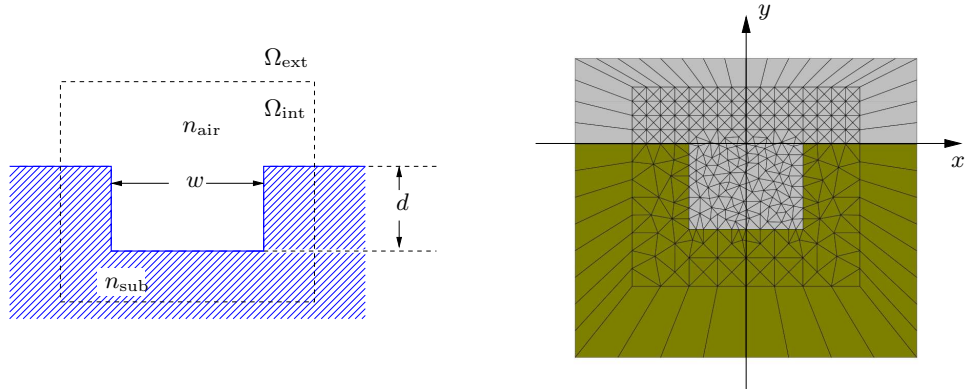 Ω_ext
Ω_int
n_air
w
d
n_sub
y
x